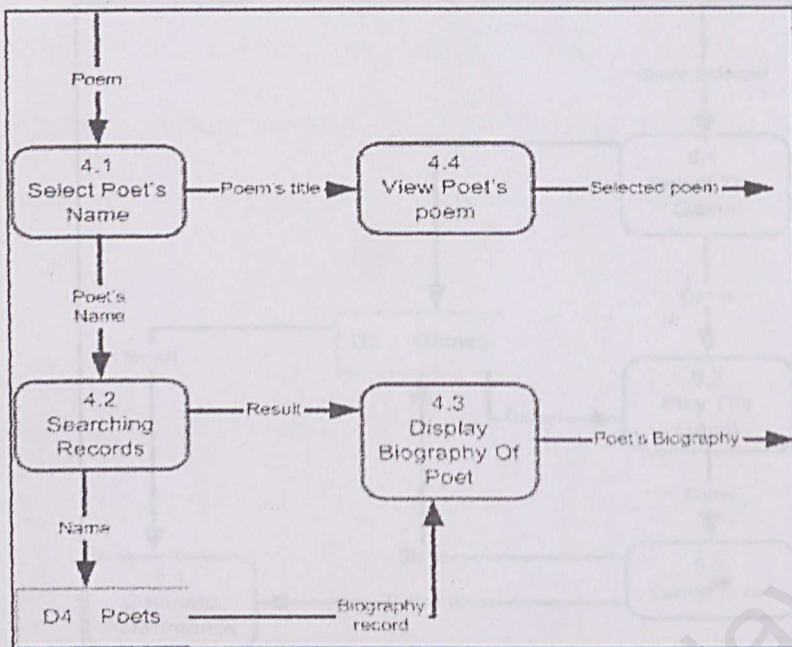 Poem
4.1
Select Poet's
Name
Poem's title
4.4
View Poet's
poem
Selected poem
Poet's
Name
4.2
Searching
Records
Result
4.3
Display
Biography Of
Poet
Poet's Biography
Name
D4 Poets
Biography
record